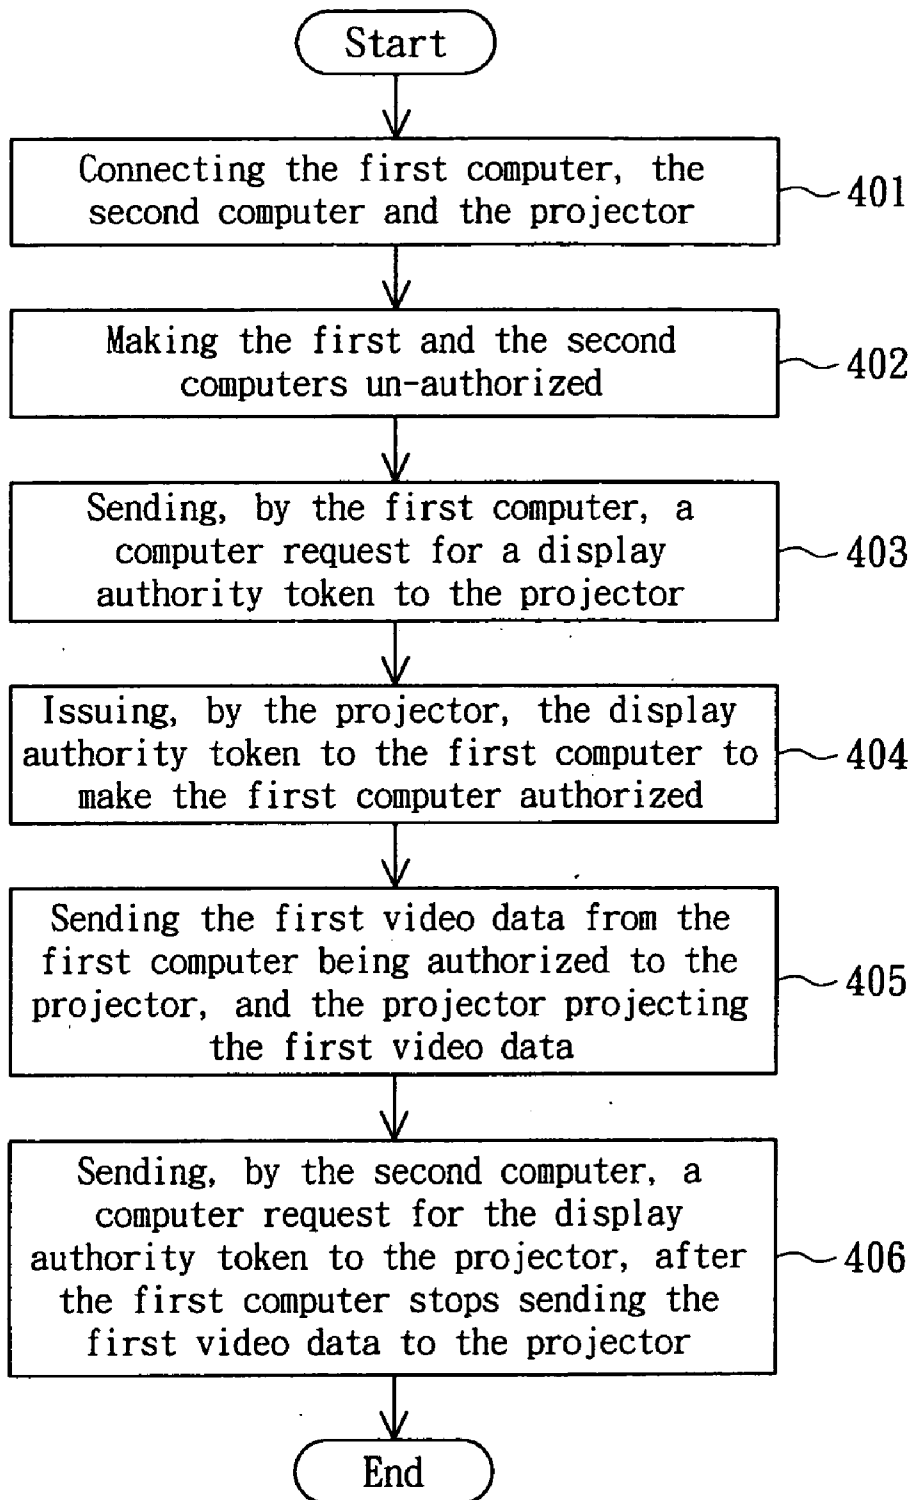 Start
Connecting the first computer, the
second computer and the projector
401
Making the first and the second
computers un-authorized
402
Sending, by the first computer, a
computer request for a display
authority token to the projector
403
Issuing, by the projector, the display
authority token to the first computer to
make the first computer authorized
404
Sending the first video data from the
first computer being authorized to the
projector, and the projector projecting
the first video data
405
Sending, by the second computer, a
computer request for the display
authority token to the projector, after
the first computer stops sending the
first video data to the projector
406
End